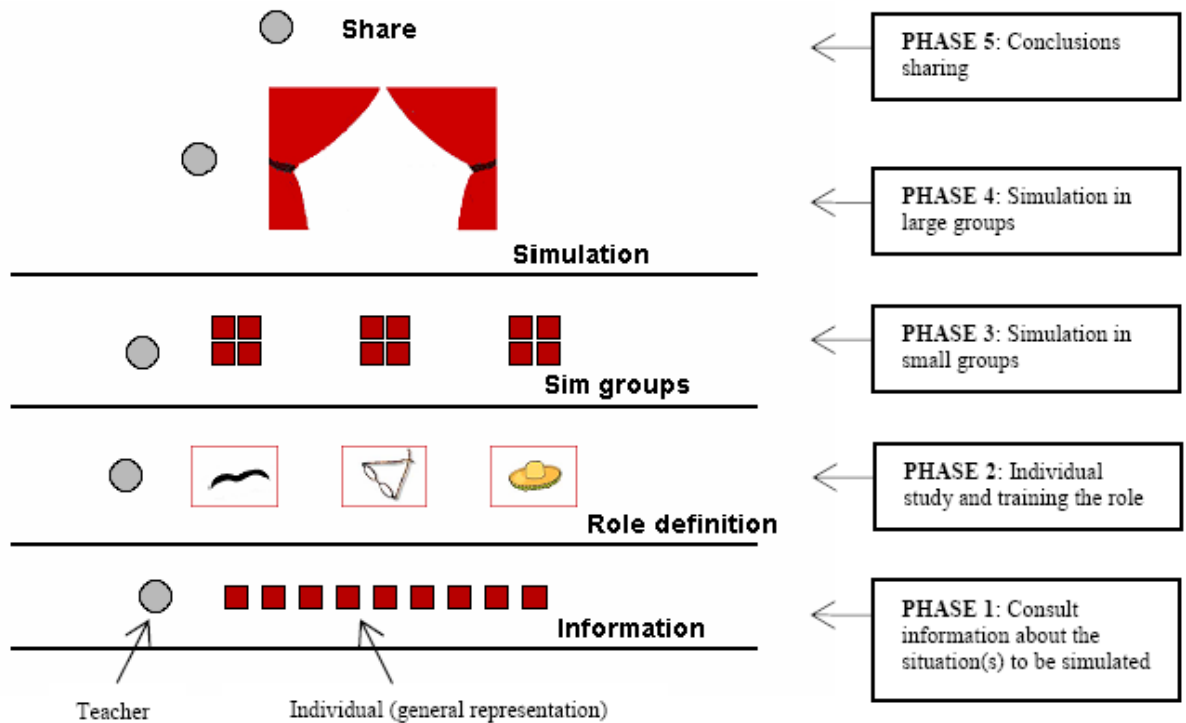 Share
PHASE 5: Conclusions
sharing
PHASE 4: Simulation in
large groups
Simulation
PHASE 3: Simulation in
small groups
Sim groups
PHASE 2: Individual
study and training the role
Role definition
PHASE 1: Consult
information about the
situation(s) to be simulated
Information
Teacher
Individual (general representation)